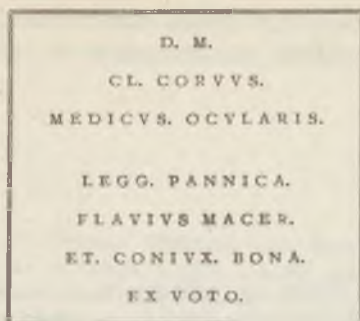 D. M.
CL. CORVVS.
MEDICVS. OCVLARIS.
LEGG. PANNICA.
FLAVIVS MACER.
ET. CONIVX. BONA.
EX VOTO.